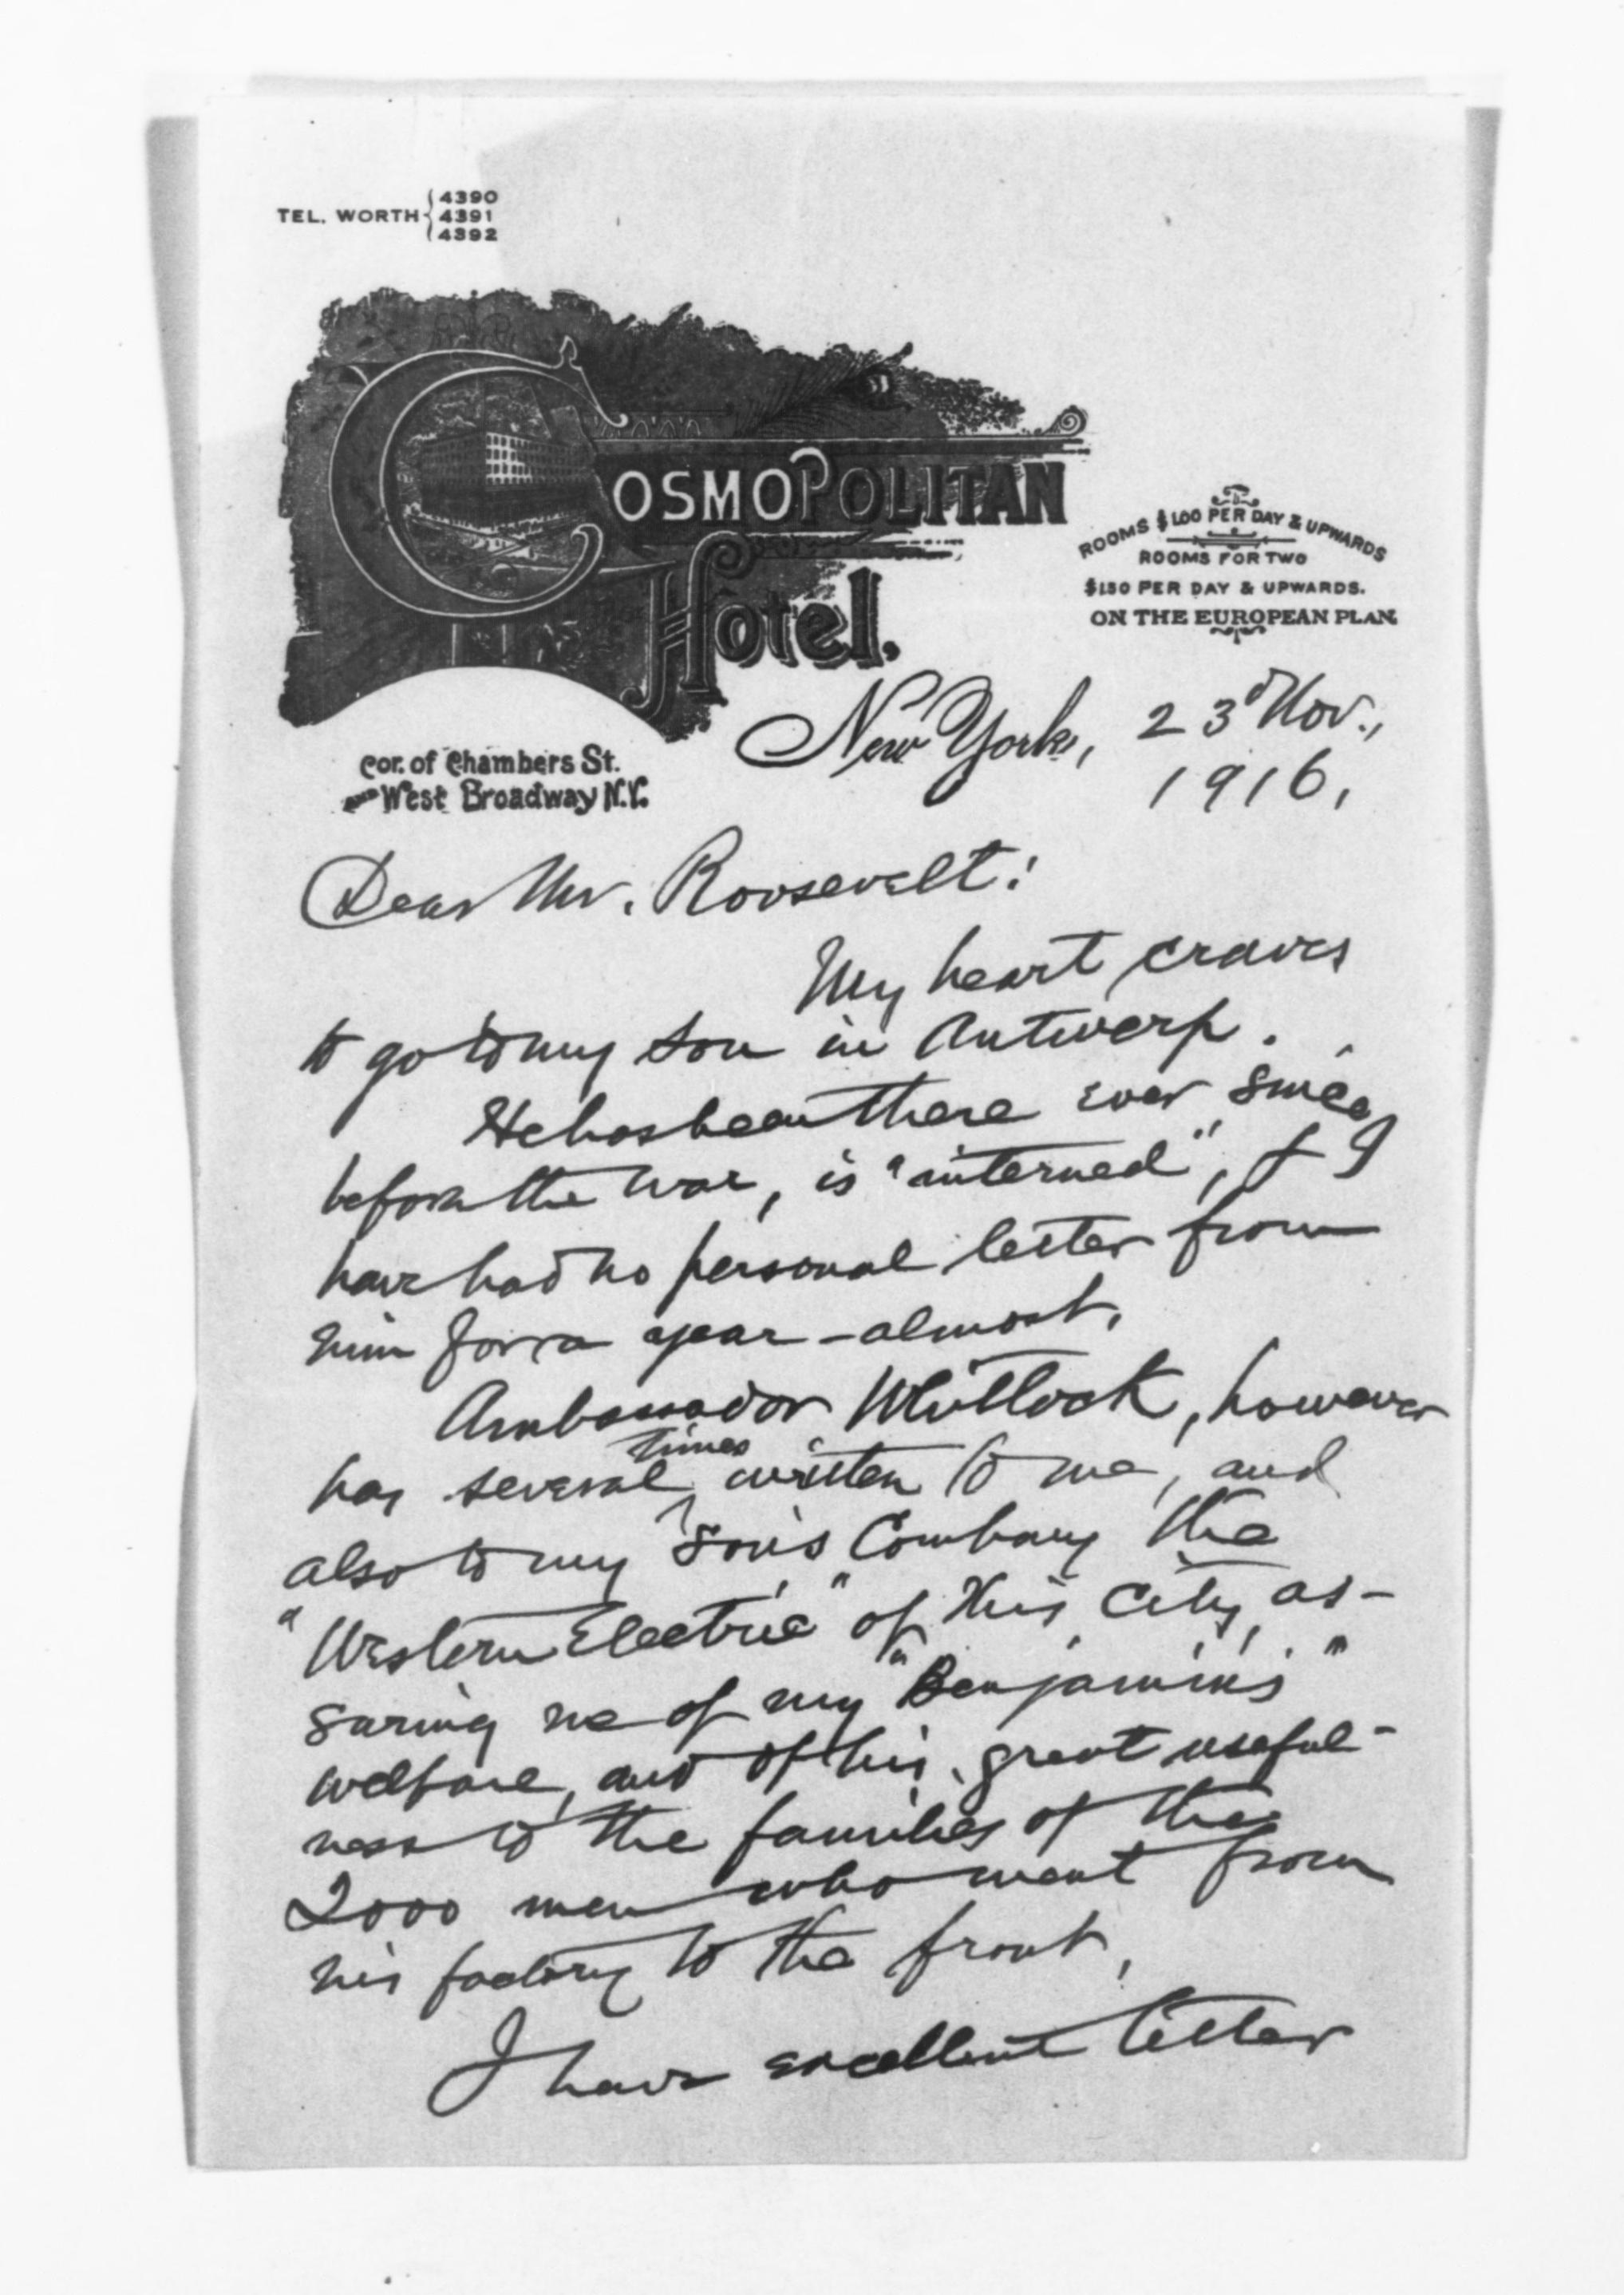 TEL. WORTH { 4390
4391
4392
COSMOPOLITAN
Hotel.
ROOMS $1.00 PER DAY & UPWARDS
ROOMS FOR TWO
$1.50 PER DAY & UPWARDS.
ON THE EUROPEAN PLAN.
Cor. of Chambers St.
AND West Broadway N.Y.
New York, 23d Nov.,
1916.
Dear Mr. Roosevelt:
My heart craves
to go to my son in Antwerp.
He has been there ever since
before the war, is "interned", & I
have had no personal letter from
him for a year - almost.
Ambassador Whitlock, however
has several times written to me, and
also to my son's Company the
"Western Electric" of this City, as-
suring me of my "Benjamin's"
welfare, and of his great useful-
ness to the families of the
2000 men who went from
his factory to the front.
I have excellent letter